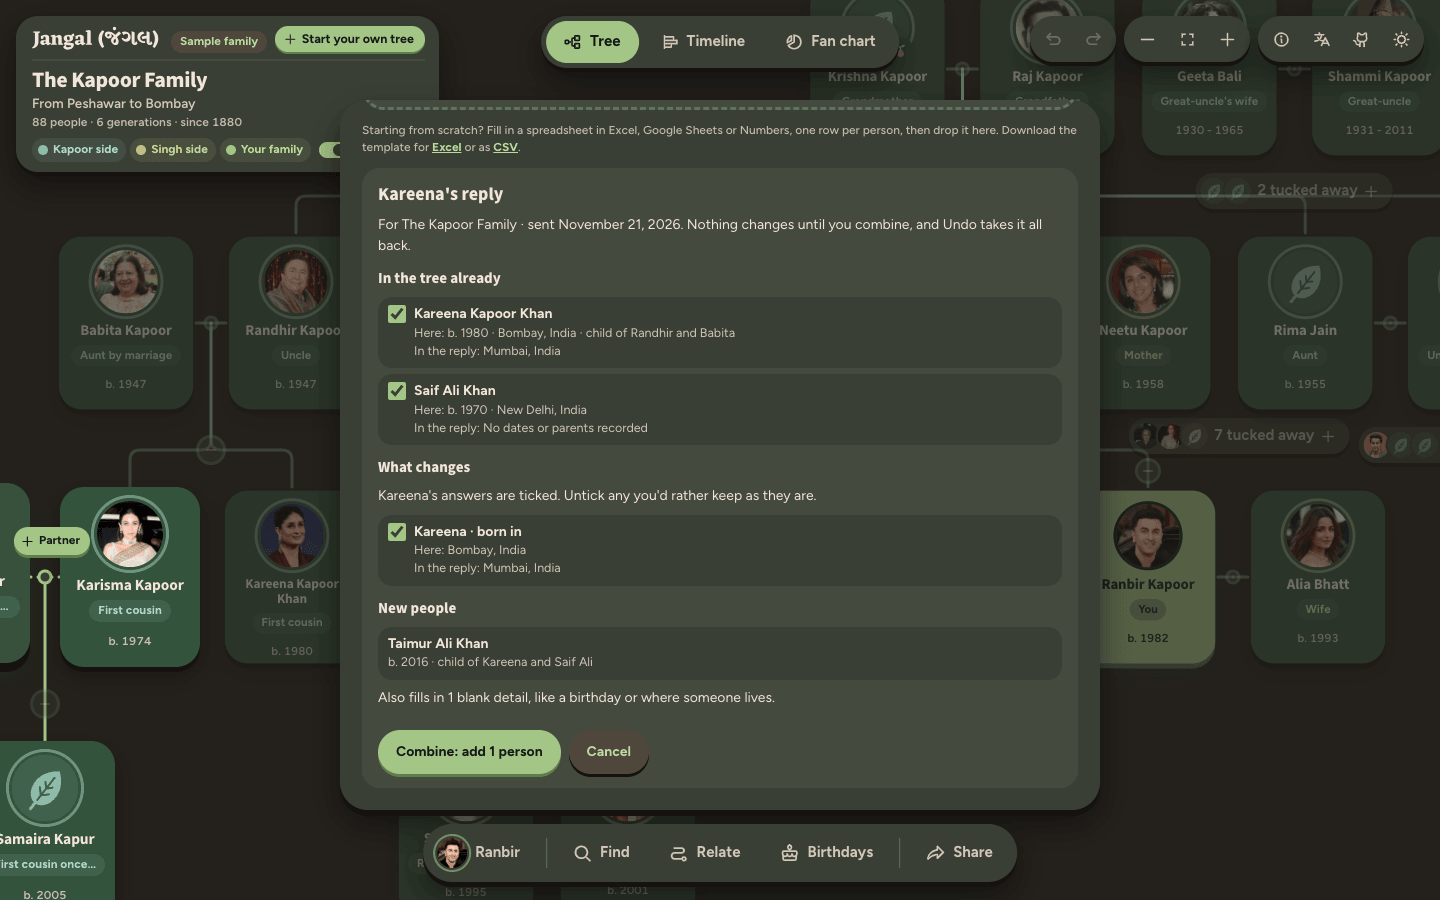 Jangal (જંગલ)
Sample family
Start your own tree
The Kapoor Family
From Peshawar to Bombay
88 people · 6 generations · since 1880
Kapoor side
Singh side
Your family
Tree
Timeline
Fan chart
Krishna Kapoor
Grandmother
Raj Kapoor
Grandfather
Geeta Bali
Great-uncle's wife
1930 - 1965
Shammi Kapoor
Great-uncle
1931 - 2011
2 tucked away
Starting from scratch? Fill in a spreadsheet in Excel, Google Sheets or Numbers, one row per person, then drop it here. Download the
template for Excel or as CSV.
Kareena's reply
For The Kapoor Family · sent November 21, 2026. Nothing changes until you combine, and Undo takes it all
back.
In the tree already
Kareena Kapoor Khan
Here: b. 1980 · Bombay, India · child of Randhir and Babita
In the reply: Mumbai, India
Saif Ali Khan
Here: b. 1970 · New Delhi, India
In the reply: No dates or parents recorded
What changes
Kareena's answers are ticked. Untick any you'd rather keep as they are.
Kareena · born in
Here: Bombay, India
In the reply: Mumbai, India
New people
Taimur Ali Khan
b. 2016 · child of Kareena and Saif Ali
Also fills in 1 blank detail, like a birthday or where someone lives.
Combine: add 1 person
Cancel
Babita Kapoor
Aunt by marriage
b. 1947
Randhir Kapoo
Uncle
b. 1947
Neetu Kapoor
Mother
b. 1958
Rima Jain
Aunt
b. 1955
7 tucked away
Partner
Karisma Kapoor
First cousin
b. 1974
Kareena Kapoor
Khan
First cousin
b. 1980
Ranbir Kapoor
You
b. 1982
Alia Bhatt
Wife
b. 1993
Samaira Kapur
First cousin once...
b. 2005
b. 1995
b. 2001
Ranbir
Find
Relate
Birthdays
Share